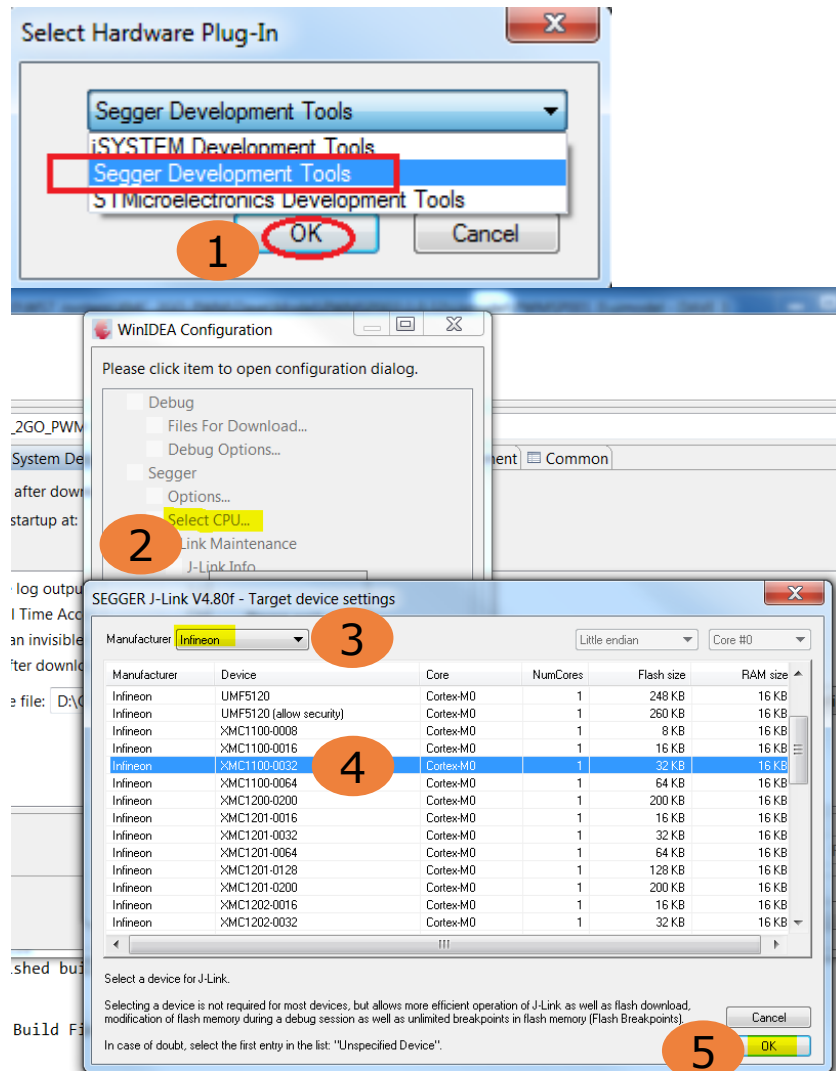 Select Hardware Plug-In
Segger Development Tools
iSYSTEM Development Tools
Segger Development Tools
STMicroelectronics Development Tools
1 OK Cancel
WinIDEA Configuration
Please click item to open configuration dialog.
Debug
_2GO_PWM Files For Download...
System De Debug Options... nent Common
Segger
after down Options...
startup at: Select CPU...
2 Link Maintenance
J-Link Info
log outpu
SEGGER J-Link V4.80f - Target device settings
l Time Acc
an invisible Manufacturer Infineon 3 Little endian Core #0
fter downlo
Manufacturer Device Core NumCores Flash size RAM size
e file: D:\
Infineon UMF5120 Cortex-M0 1 248 KB 16 KB
Infineon UMF5120 (allow security) Cortex-M0 1 260 KB 16 KB
Infineon XMC1100-0008 Cortex-M0 1 8 KB 16 KB
Infineon XMC1100-0016 Cortex-M0 1 16 KB 16 KB
Infineon XMC1100-0032 4 Cortex-M0 1 32 KB 16 KB
Infineon XMC1100-0064 Cortex-M0 1 64 KB 16 KB
Infineon XMC1200-0200 Cortex-M0 1 200 KB 16 KB
Infineon XMC1201-0016 Cortex-M0 1 16 KB 16 KB
Infineon XMC1201-0032 Cortex-M0 1 32 KB 16 KB
Infineon XMC1201-0064 Cortex-M0 1 64 KB 16 KB
Infineon XMC1201-0128 Cortex-M0 1 128 KB 16 KB
Infineon XMC1201-0200 Cortex-M0 1 200 KB 16 KB
Infineon XMC1202-0016 Cortex-M0 1 16 KB 16 KB
Infineon XMC1202-0032 Cortex-M0 1 32 KB 16 KB
shed bui
Select a device for J-Link.
Selecting a device is not required for most devices, but allows more efficient operation of J-Link as well as flash download,
modification of flash memory during a debug session as well as unlimited breakpoints in flash memory (Flash Breakpoints). Cancel
Build Fi
In case of doubt, select the first entry in the list: "Unspecified Device". 5 OK